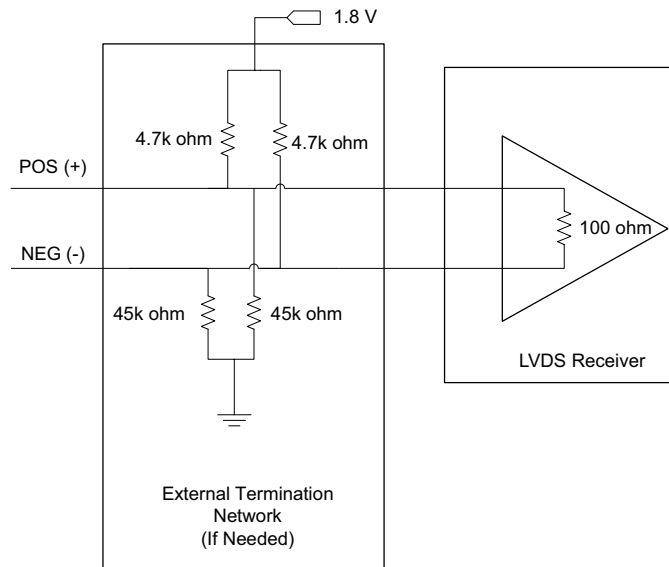 1.8 V
4.7k ohm
4.7k ohm
POS (+)
100 ohm
NEG (-)
45k ohm
45k ohm
LVDS Receiver
External Termination
Network
(If Needed)